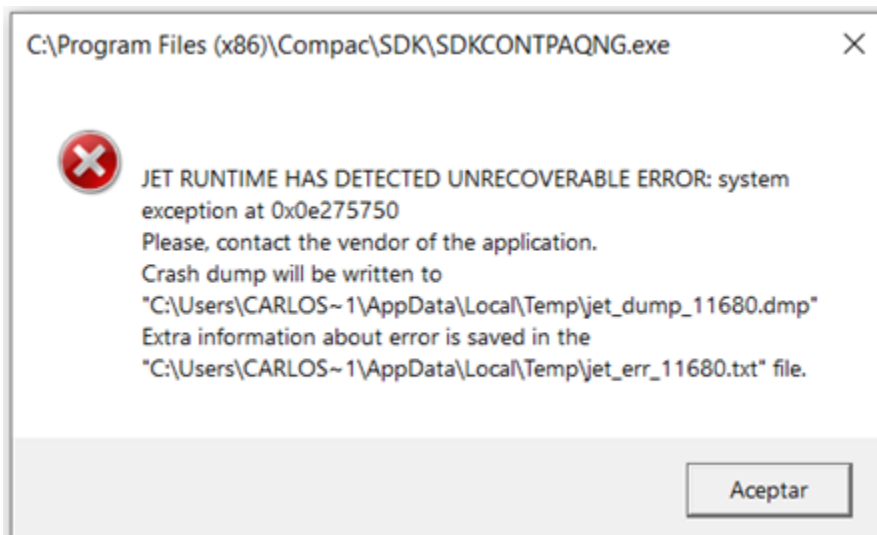 C:\Program Files (x86)\Compac\SDK\SDKCONTPAQNG.exe
JET RUNTIME HAS DETECTED UNRECOVERABLE ERROR: system
exception at 0x0e275750
Please, contact the vendor of the application.
Crash dump will be written to
"C:\Users\CARLOS~1\AppData\Local\Temp\jet_dump_11680.dmp"
Extra information about error is saved in the
"C:\Users\CARLOS~1\AppData\Local\Temp\jet_err_11680.txt" file.
Aceptar